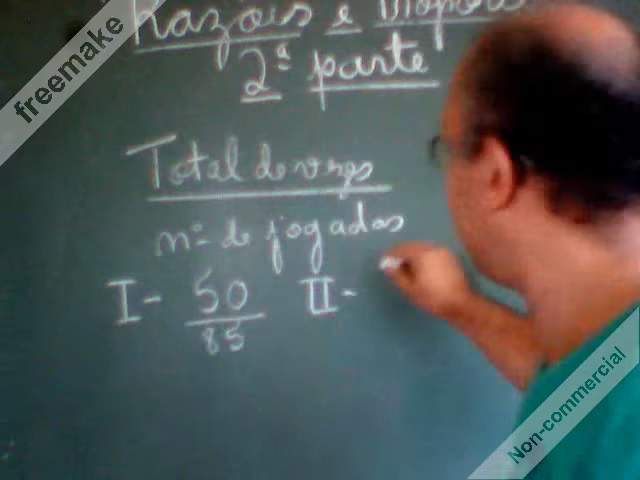 freemake
Razões e
2ª parte
Total de vezes
nº de jogadas
I- 50 II-
85
Non-commercial